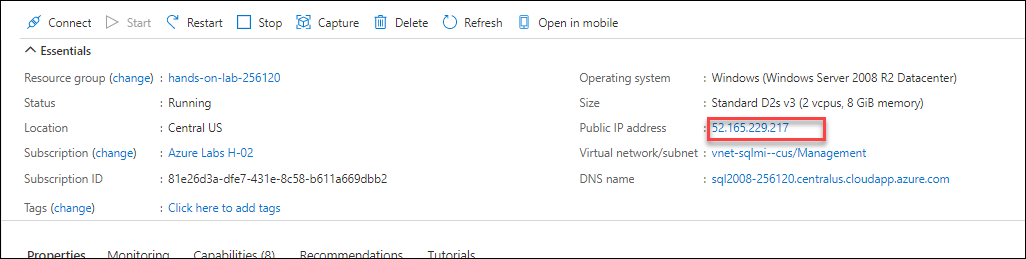 Connect Start Restart Stop Capture Delete Refresh Open in mobile
Essentials
Resource group (change) : hands-on-lab-256120
Status : Running
Location : Central US
Subscription (change) : Azure Labs H-02
Subscription ID : 81e26d3a-dfe7-431e-8c58-b611a669dbb2
Tags (change) : Click here to add tags
Operating system : Windows (Windows Server 2008 R2 Datacenter)
Size : Standard D2s v3 (2 vcpus, 8 GiB memory)
Public IP address : 52.165.229.217
Virtual network/subnet : vnet-sqlmi--cus/Management
DNS name : sql2008-256120.centralus.cloudapp.azure.com
Properties Monitoring Capabilities (8) Recommendations Tutorials